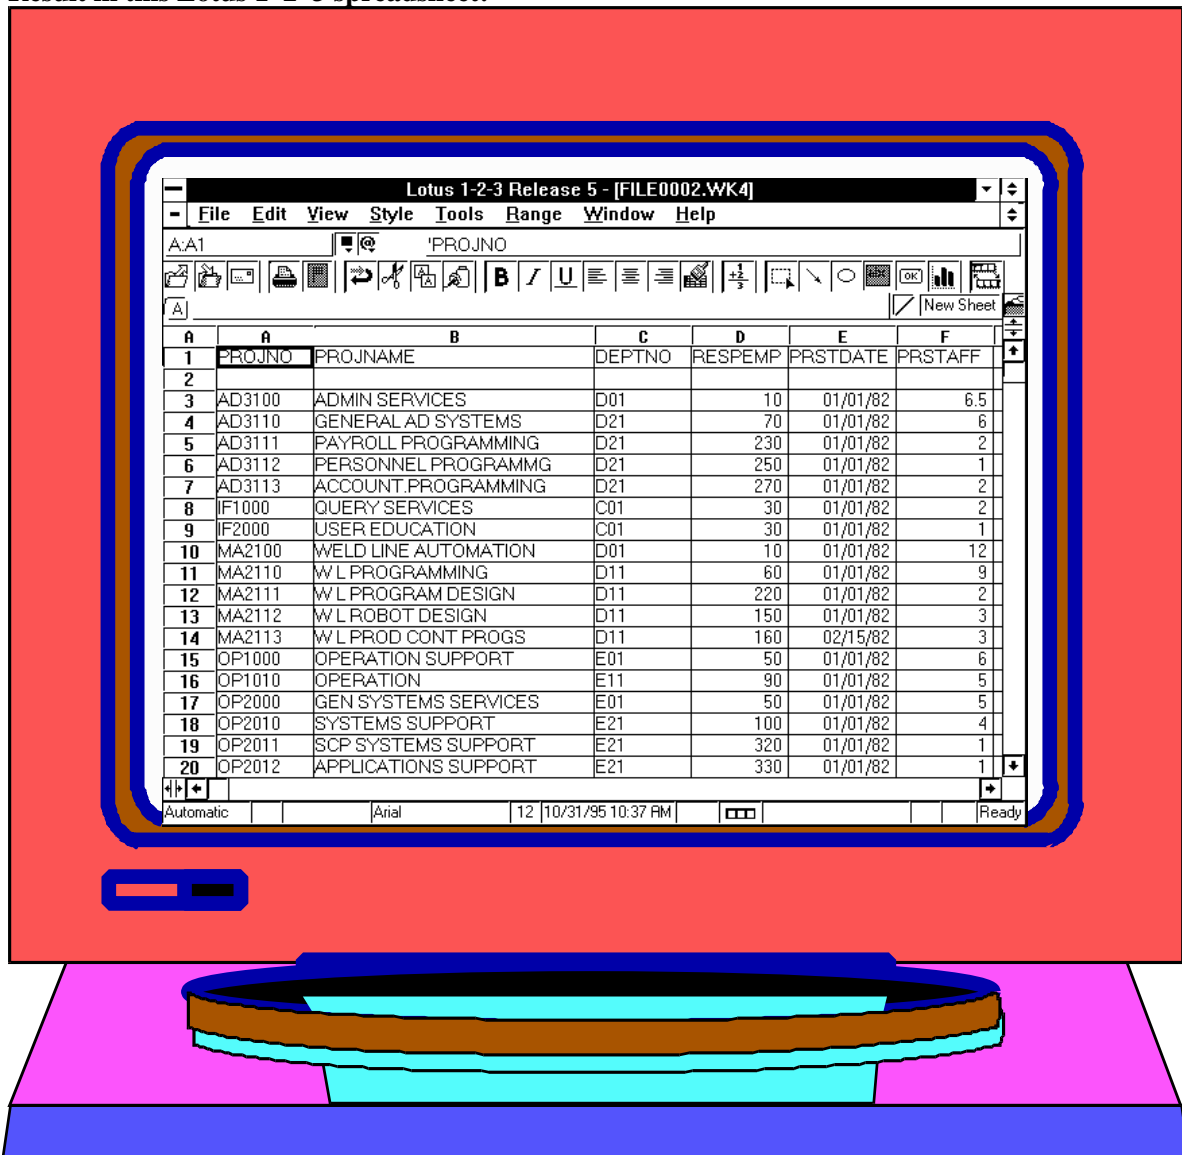 Result in this Lotus 1-2-3 spreadsheet:
Lotus 1-2-3 Release 5 - [FILE0002.WK4]
File Edit View Style Tools Range Window Help
A:A1 @ 'PROJNO
B I U OK
A New Sheet
A A B C D E F
1 PROJNO PROJNAME DEPTNO RESPEMP PRSTDATE PRSTAFF
2
3 AD3100 ADMIN SERVICES D01 10 01/01/82 6.5
4 AD3110 GENERAL AD SYSTEMS D21 70 01/01/82 6
5 AD3111 PAYROLL PROGRAMMING D21 230 01/01/82 2
6 AD3112 PERSONNEL PROGRAMMG D21 250 01/01/82 1
7 AD3113 ACCOUNT.PROGRAMMING D21 270 01/01/82 2
8 IF1000 QUERY SERVICES C01 30 01/01/82 2
9 IF2000 USER EDUCATION C01 30 01/01/82 1
10 MA2100 WELD LINE AUTOMATION D01 10 01/01/82 12
11 MA2110 W L PROGRAMMING D11 60 01/01/82 9
12 MA2111 W L PROGRAM DESIGN D11 220 01/01/82 2
13 MA2112 W L ROBOT DESIGN D11 150 01/01/82 3
14 MA2113 W L PROD CONT PROGS D11 160 02/15/82 3
15 OP1000 OPERATION SUPPORT E01 50 01/01/82 6
16 OP1010 OPERATION E11 90 01/01/82 5
17 OP2000 GEN SYSTEMS SERVICES E01 50 01/01/82 5
18 OP2010 SYSTEMS SUPPORT E21 100 01/01/82 4
19 OP2011 SCP SYSTEMS SUPPORT E21 320 01/01/82 1
20 OP2012 APPLICATIONS SUPPORT E21 330 01/01/82 1
Automatic Arial 12 10/31/95 10:37 AM Ready